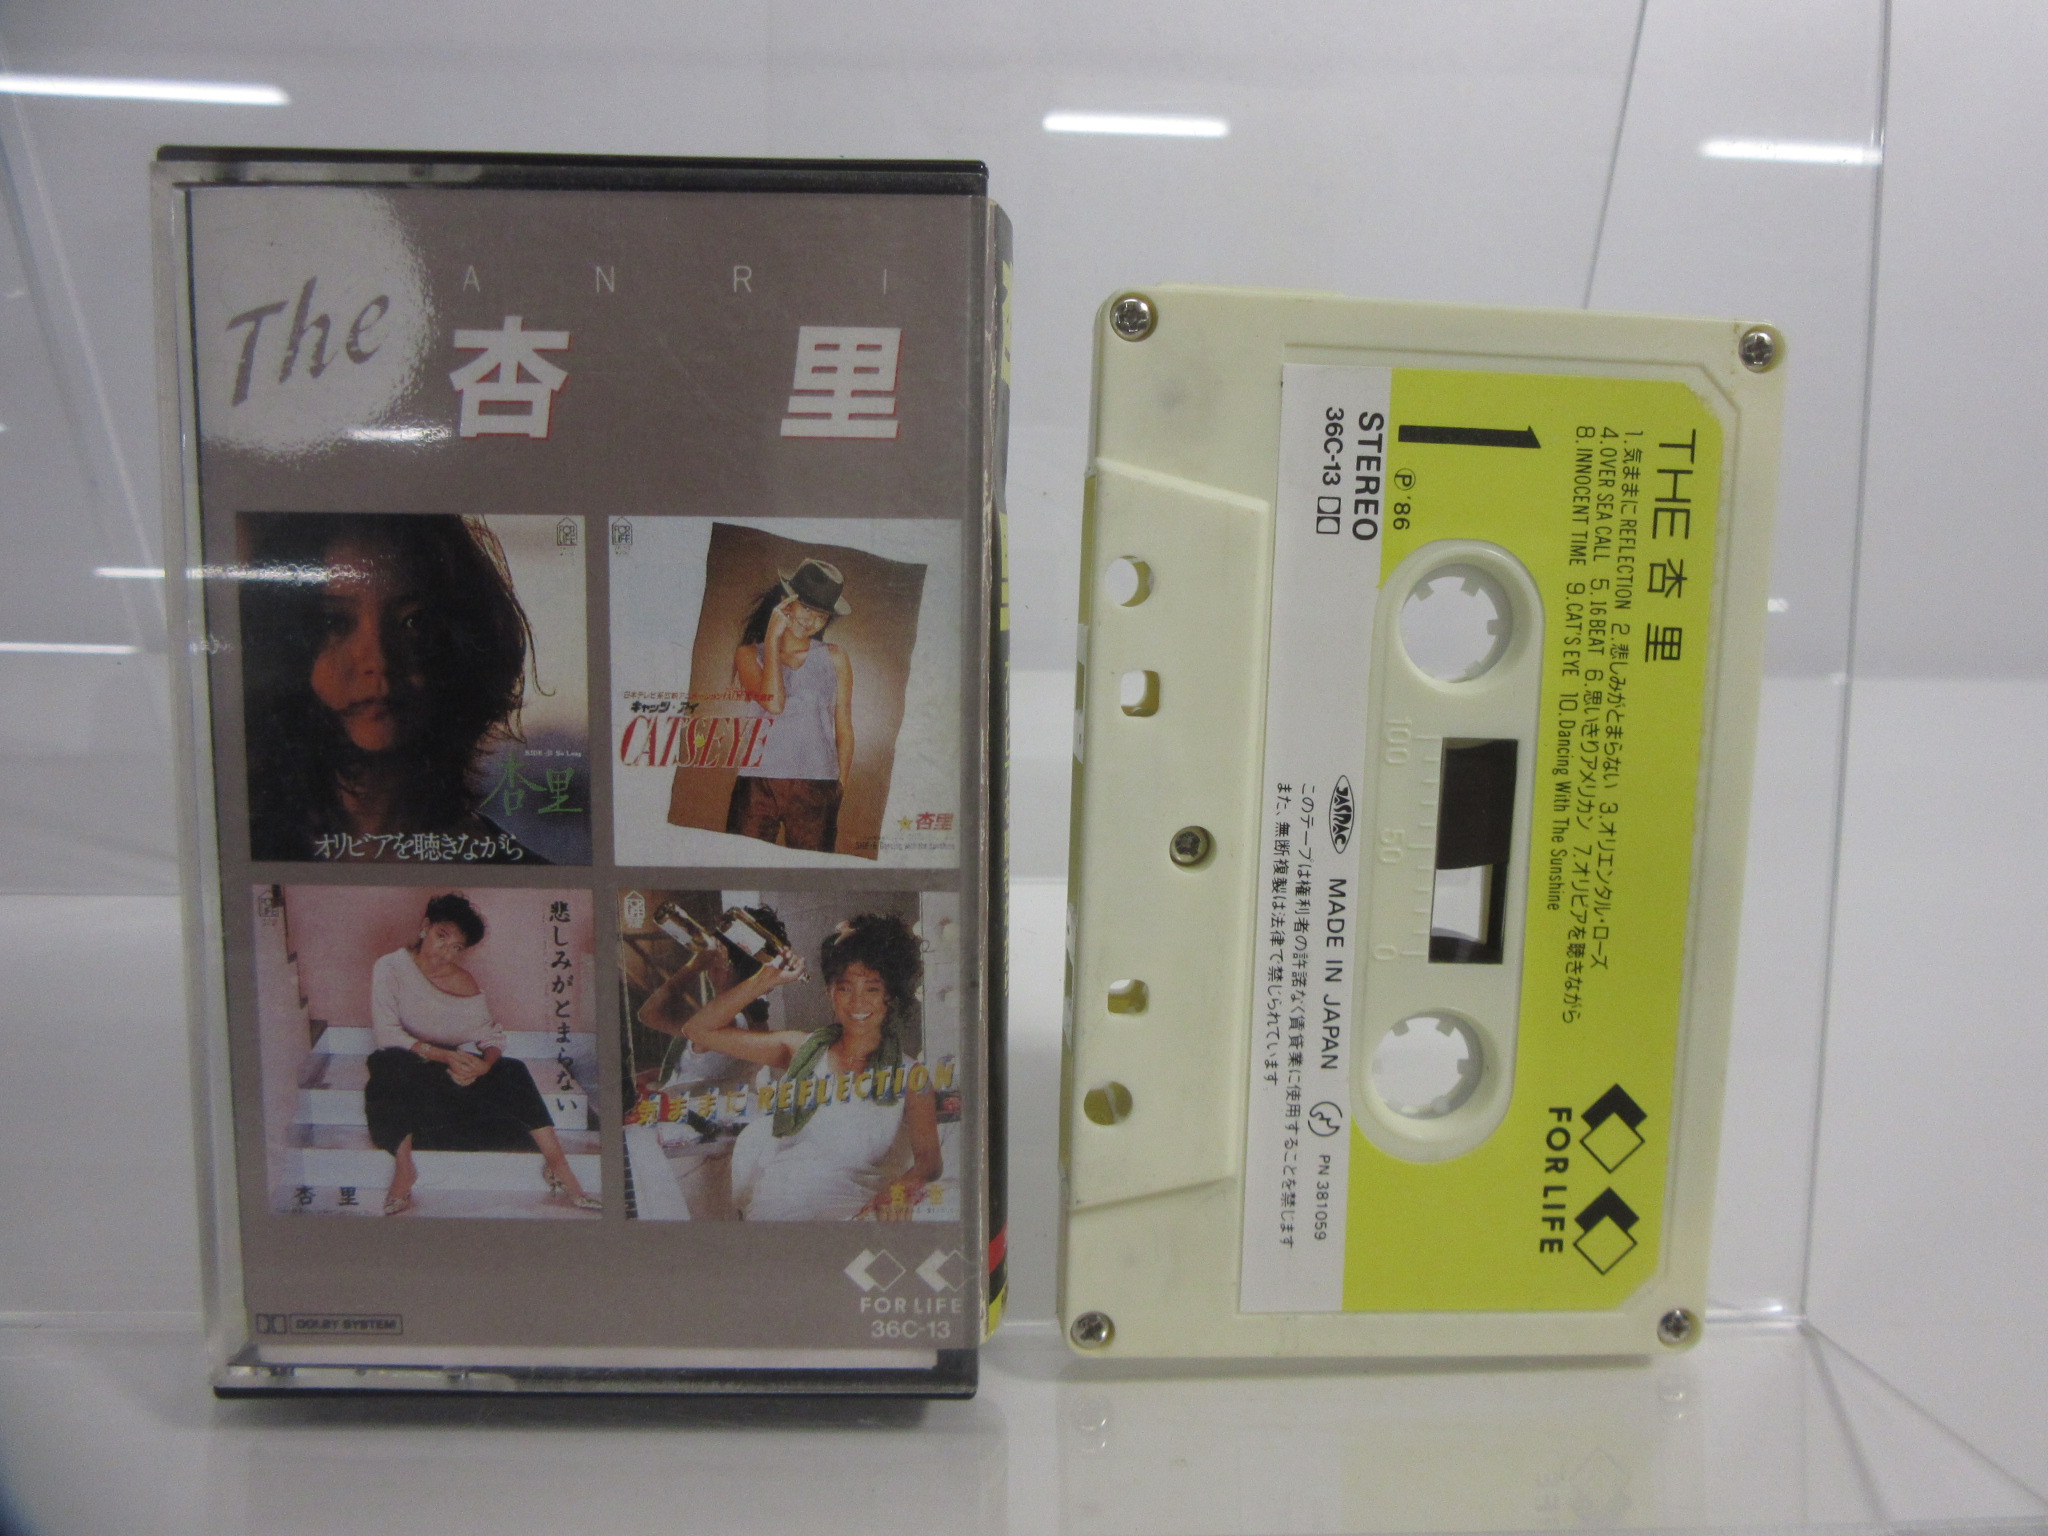 The
ANRI
杏里
SIDE-B So Long
杏里
オリビアを聴きながら
キャッツ・アイ
CAT'S EYE
杏里
悲しみがとまらない
杏里
気ままにREFLECTION
杏里
DOLBY SYSTEM
FOR LIFE
36C-13
THE 杏里
1.気ままにREFLECTION 2.悲しみがとまらない 3.オリエンタル・ローズ
4.OVER SEA CALL 5.16 BEAT 6.思いきりアメリカン 7.オリビアを聴きながら
8.INNOCENT TIME 9.CAT'S EYE 10.Dancing With The Sunshine
1
Ⓟ'86
STEREO
36C-13
100 50 0
FOR LIFE
JASRAC MADE IN JAPAN PN 381059
このテープは権利者の許諾なく賃貸業に使用することを禁じます
また、無断複製は法律で禁じられています。